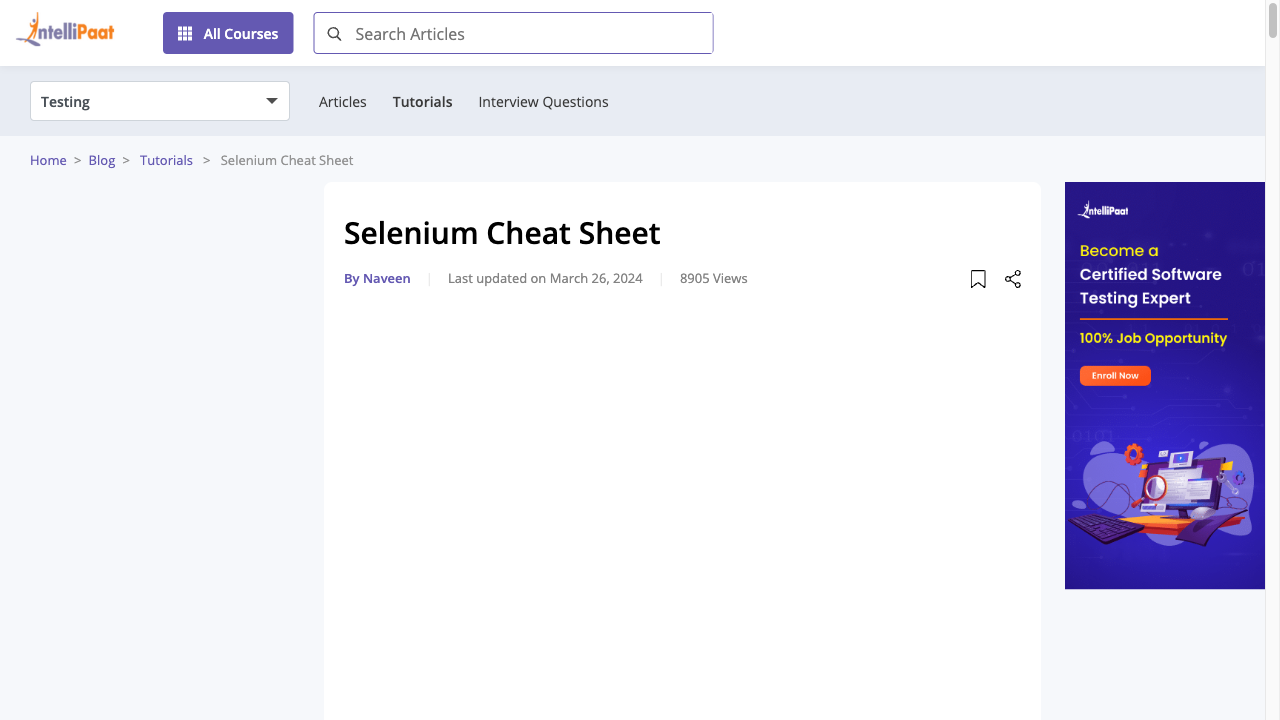 IntelliPaat
All Courses
Search Articles
Testing
Articles
Tutorials
Interview Questions
Home > Blog > Tutorials > Selenium Cheat Sheet
Selenium Cheat Sheet
By Naveen | Last updated on March 26, 2024 | 8905 Views
IntelliPaat
Become a
Certified Software
Testing Expert
100% Job Opportunity
Enroll Now